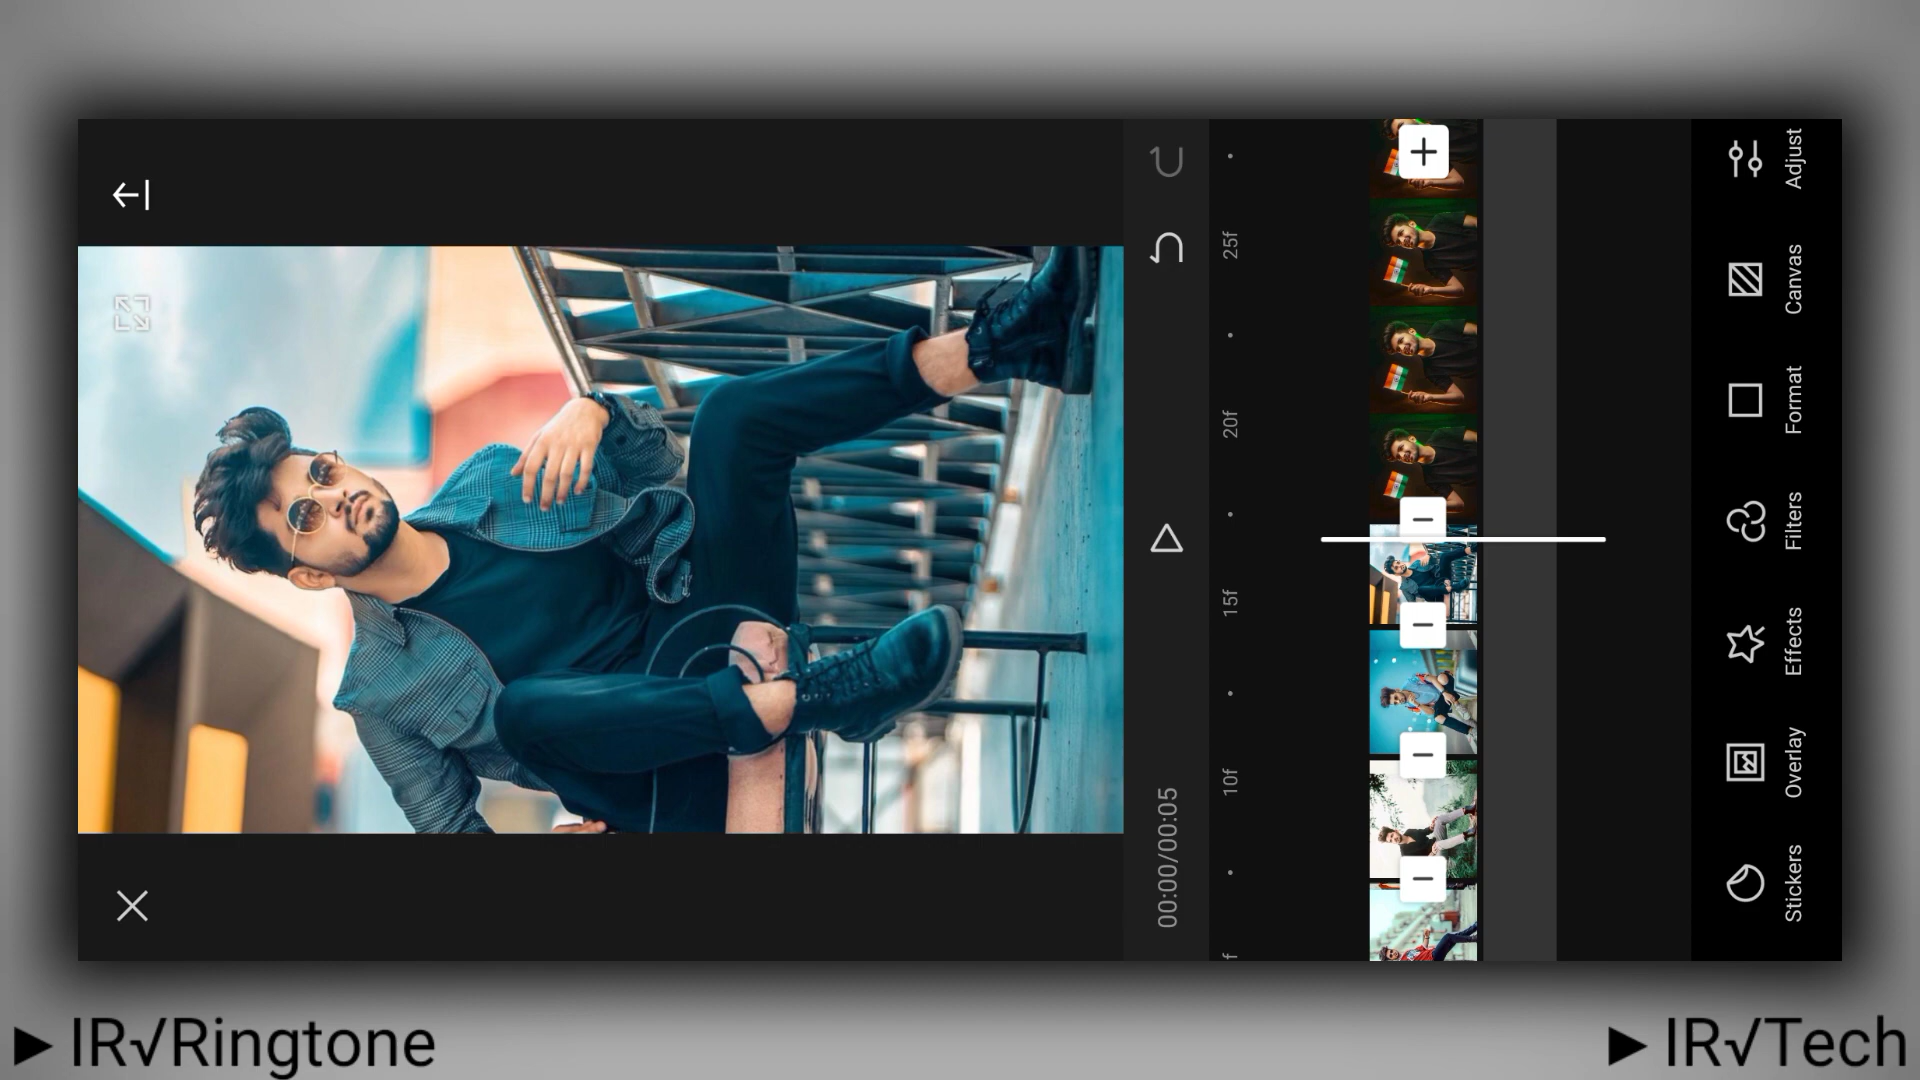 Stickers
Overlay
Effects
Filters
Format
Canvas
Adjust
00:00/00:05
f
10f
15f
20f
25f
► IR√Ringtone
► IR√Tech